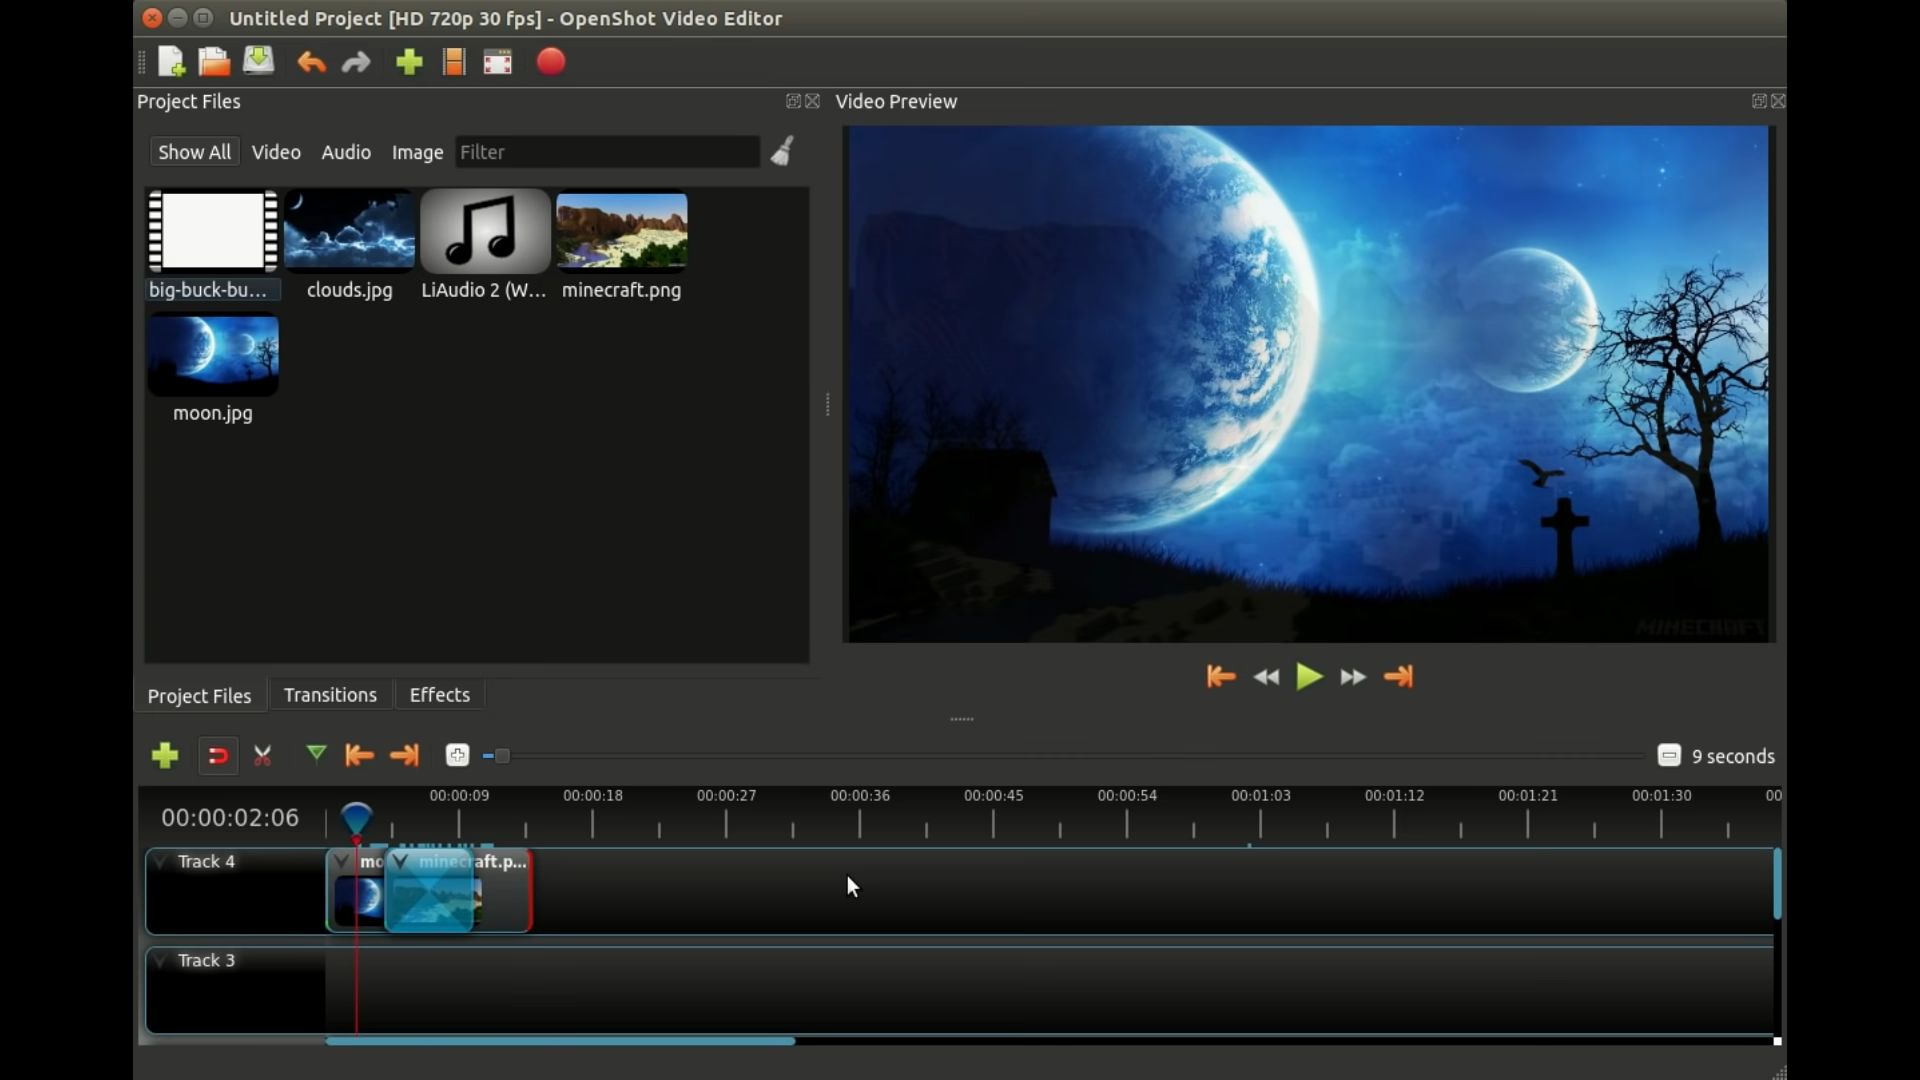 Untitled Project [HD 720p 30 fps] - OpenShot Video Editor
Project Files
Video Preview
Show All Video Audio Image Filter
big-buck-bu... clouds.jpg LiAudio 2 (W... minecraft.png
moon.jpg
MINECRAFT
Project Files Transitions Effects
9 seconds
00:00:02:06
00:00:09 00:00:18 00:00:27 00:00:36 00:00:45 00:00:54 00:01:03 00:01:12 00:01:21 00:01:30 00
Track 4
mo minecraft.p...
Track 3